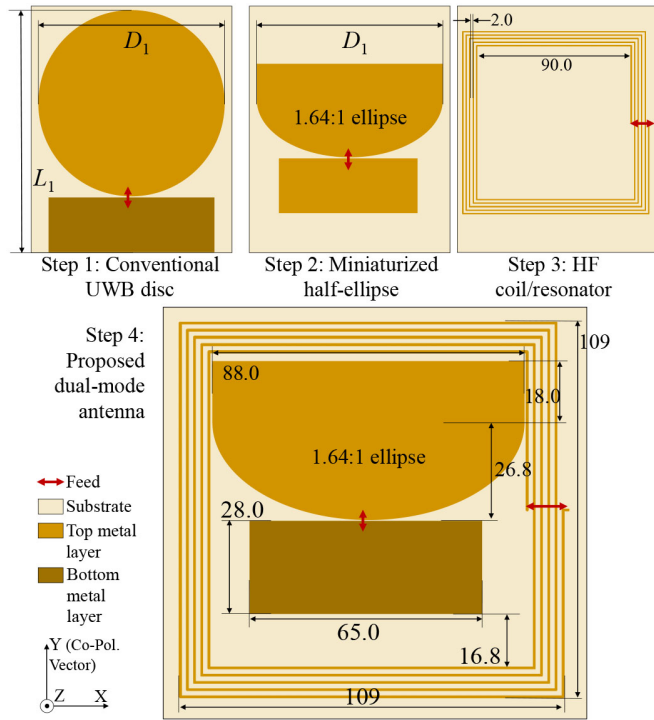 D1
L1
Step 1: Conventional
UWB disc
D1
1.64:1 ellipse
Step 2: Miniaturized
half-ellipse
2.0
90.0
Step 3: HF
coil/resonator
Step 4:
Proposed
dual-mode
antenna
109
88.0
18.0
1.64:1 ellipse
26.8
28.0
65.0
16.8
109
Feed
Substrate
Top metal
layer
Bottom
metal
layer
Y (Co-Pol.
Vector)
Z
X